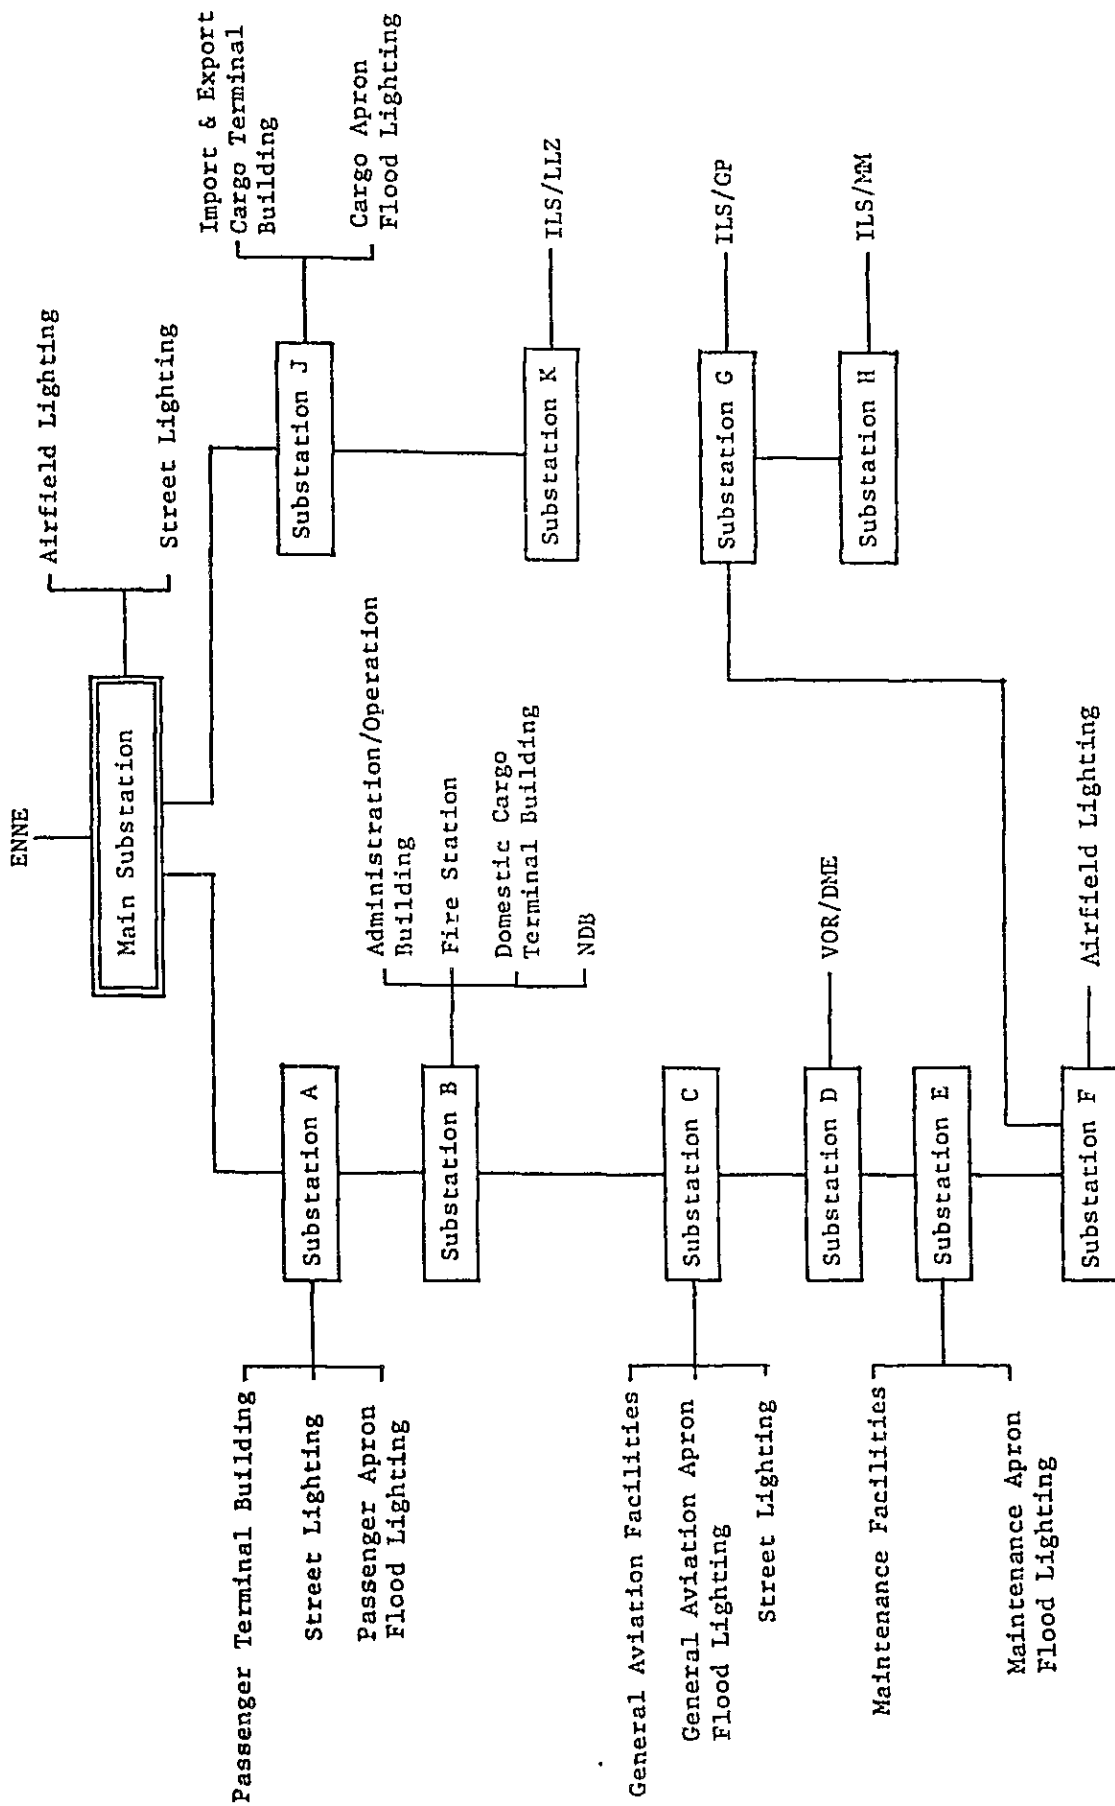 ENNE
Main Substation
Airfield Lighting
Street Lighting
Passenger Terminal Building
Street Lighting
Passenger Apron
Flood Lighting
Substation A
Substation B
Administration/Operation
Building
Fire Station
Domestic Cargo
Terminal Building
NDB
General Aviation Facilities
General Aviation Apron
Flood Lighting
Street Lighting
Substation C
Substation D
VOR/DME
Maintenance Facilities
Maintenance Apron
Flood Lighting
Substation E
Substation F
Airfield Lighting
Substation J
Import & Export
Cargo Terminal
Building
Cargo Apron
Flood Lighting
Substation K
ILS/LLZ
Substation G
ILS/GP
Substation H
ILS/MM